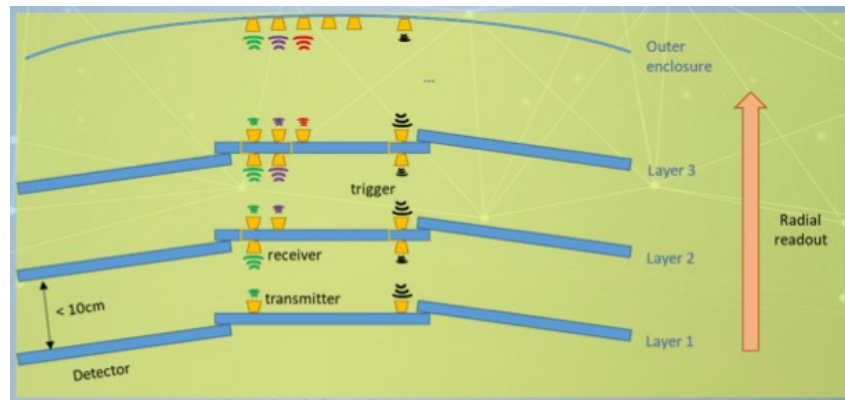 Outer
enclosure
...
Layer 3
trigger
Radial
readout
receiver
Layer 2
transmitter
< 10cm
Layer 1
Detector